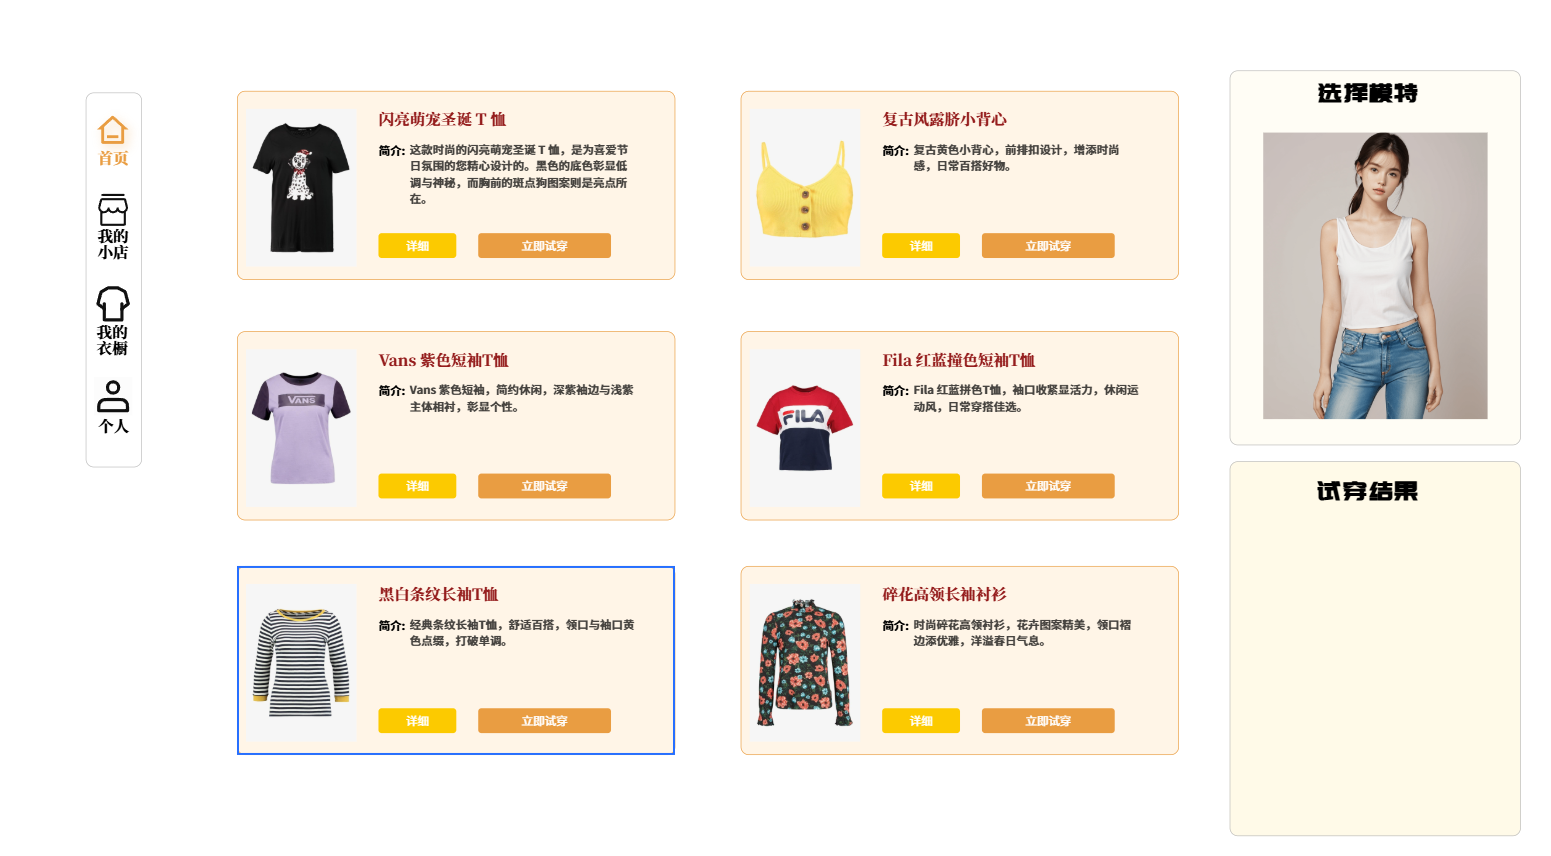 首页
我的
小店
我的
衣橱
个人
闪亮萌宠圣诞 T 恤
简介: 这款时尚的闪亮萌宠圣诞 T 恤，是为喜爱节
日氛围的您精心设计的。黑色的底色彰显低
调与神秘，而胸前的斑点狗图案则是亮点所
在。
详细
立即试穿
复古风露脐小背心
简介: 复古黄色小背心，前排扣设计，增添时尚
感，日常百搭好物。
详细
立即试穿
VANS
Vans 紫色短袖T恤
简介: Vans 紫色短袖，简约休闲，深紫袖边与浅紫
主体相衬，彰显个性。
详细
立即试穿
FILA
Fila 红蓝撞色短袖T恤
简介: Fila 红蓝拼色T恤，袖口收紧显活力，休闲运
动风，日常穿搭佳选。
详细
立即试穿
黑白条纹长袖T恤
简介: 经典条纹长袖T恤，舒适百搭，领口与袖口黄
色点缀，打破单调。
详细
立即试穿
碎花高领长袖衬衫
简介: 时尚碎花高领衬衫，花卉图案精美，领口褶
边添优雅，洋溢春日气息。
详细
立即试穿
选择模特
试穿结果